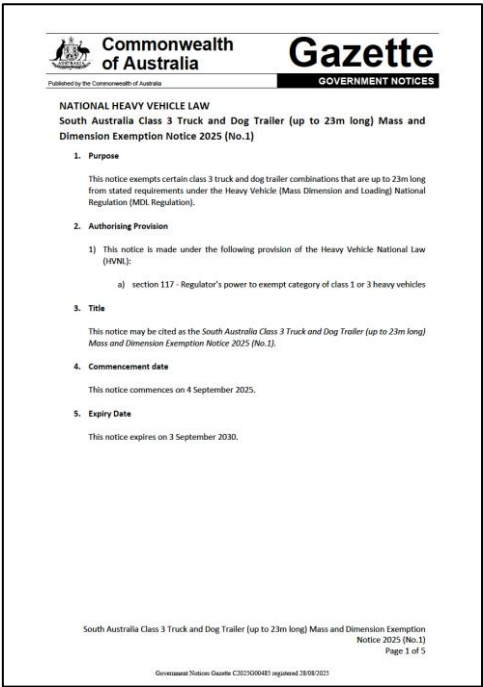 Commonwealth
of Australia
Gazette
Published by the Commonwealth of Australia
GOVERNMENT NOTICES
NATIONAL HEAVY VEHICLE LAW
South Australia Class 3 Truck and Dog Trailer (up to 23m long) Mass and
Dimension Exemption Notice 2025 (No.1)
1. Purpose
This notice exempts certain class 3 truck and dog trailer combinations that are up to 23m long
from stated requirements under the Heavy Vehicle (Mass Dimension and Loading) National
Regulation (MDL Regulation).
2. Authorising Provision
1) This notice is made under the following provision of the Heavy Vehicle National Law
(HVNL):
a) section 117 - Regulator's power to exempt category of class 1 or 3 heavy vehicles
3. Title
This notice may be cited as the South Australia Class 3 Truck and Dog Trailer (up to 23m long)
Mass and Dimension Exemption Notice 2025 (No.1).
4. Commencement date
This notice commences on 4 September 2025.
5. Expiry Date
This notice expires on 3 September 2030.
South Australia Class 3 Truck and Dog Trailer (up to 23m long) Mass and Dimension Exemption
Notice 2025 (No.1)
Page 1 of 5
Government Notices Gazette C2025G00485 registered 28/08/2025